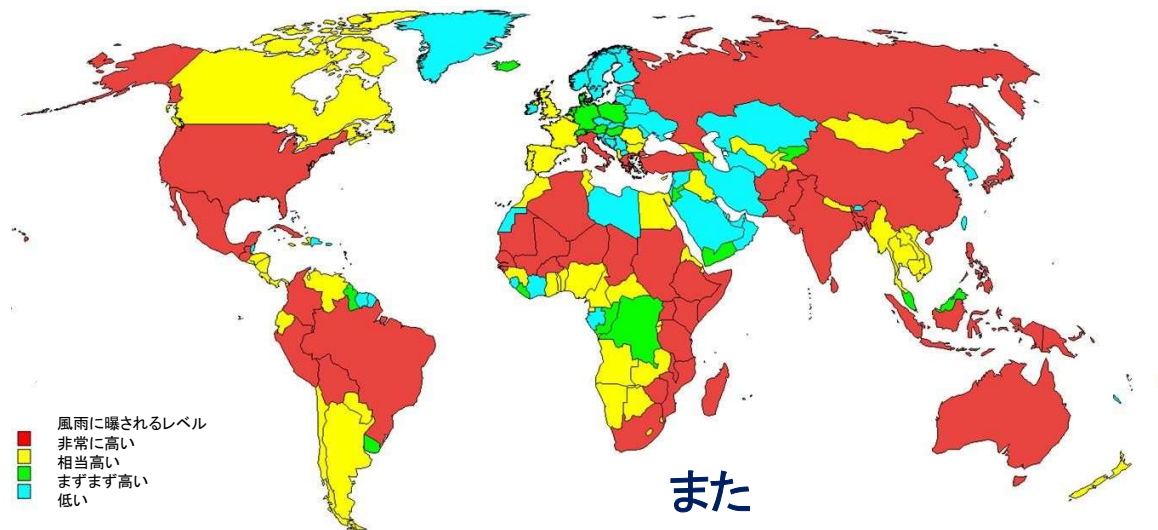 風雨に曝されるレベル
非常に高い
相当高い
まずまず高い
低い
また